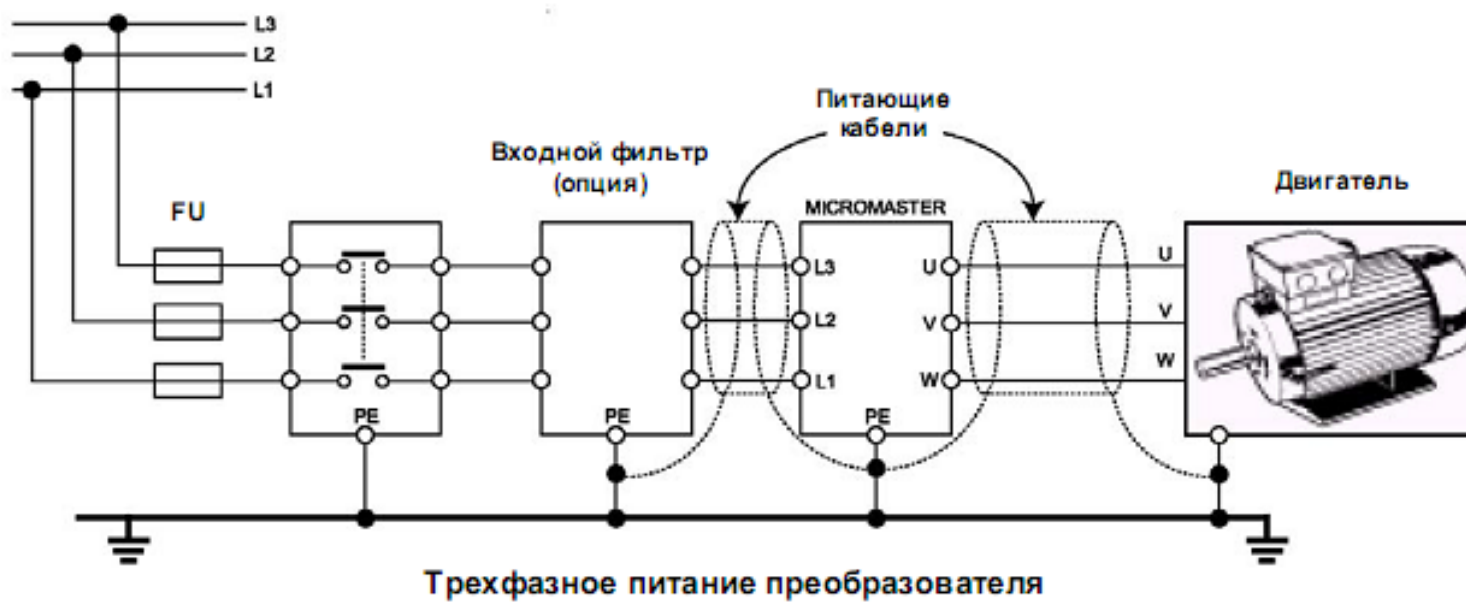 L3
L2
L1
Питающие
кабели
Входной фильтр
(опция)
Двигатель
FU
MICROMASTER
L3
U
U
L2
V
V
L1
W
W
PE
PE
PE
Трехфазное питание преобразователя